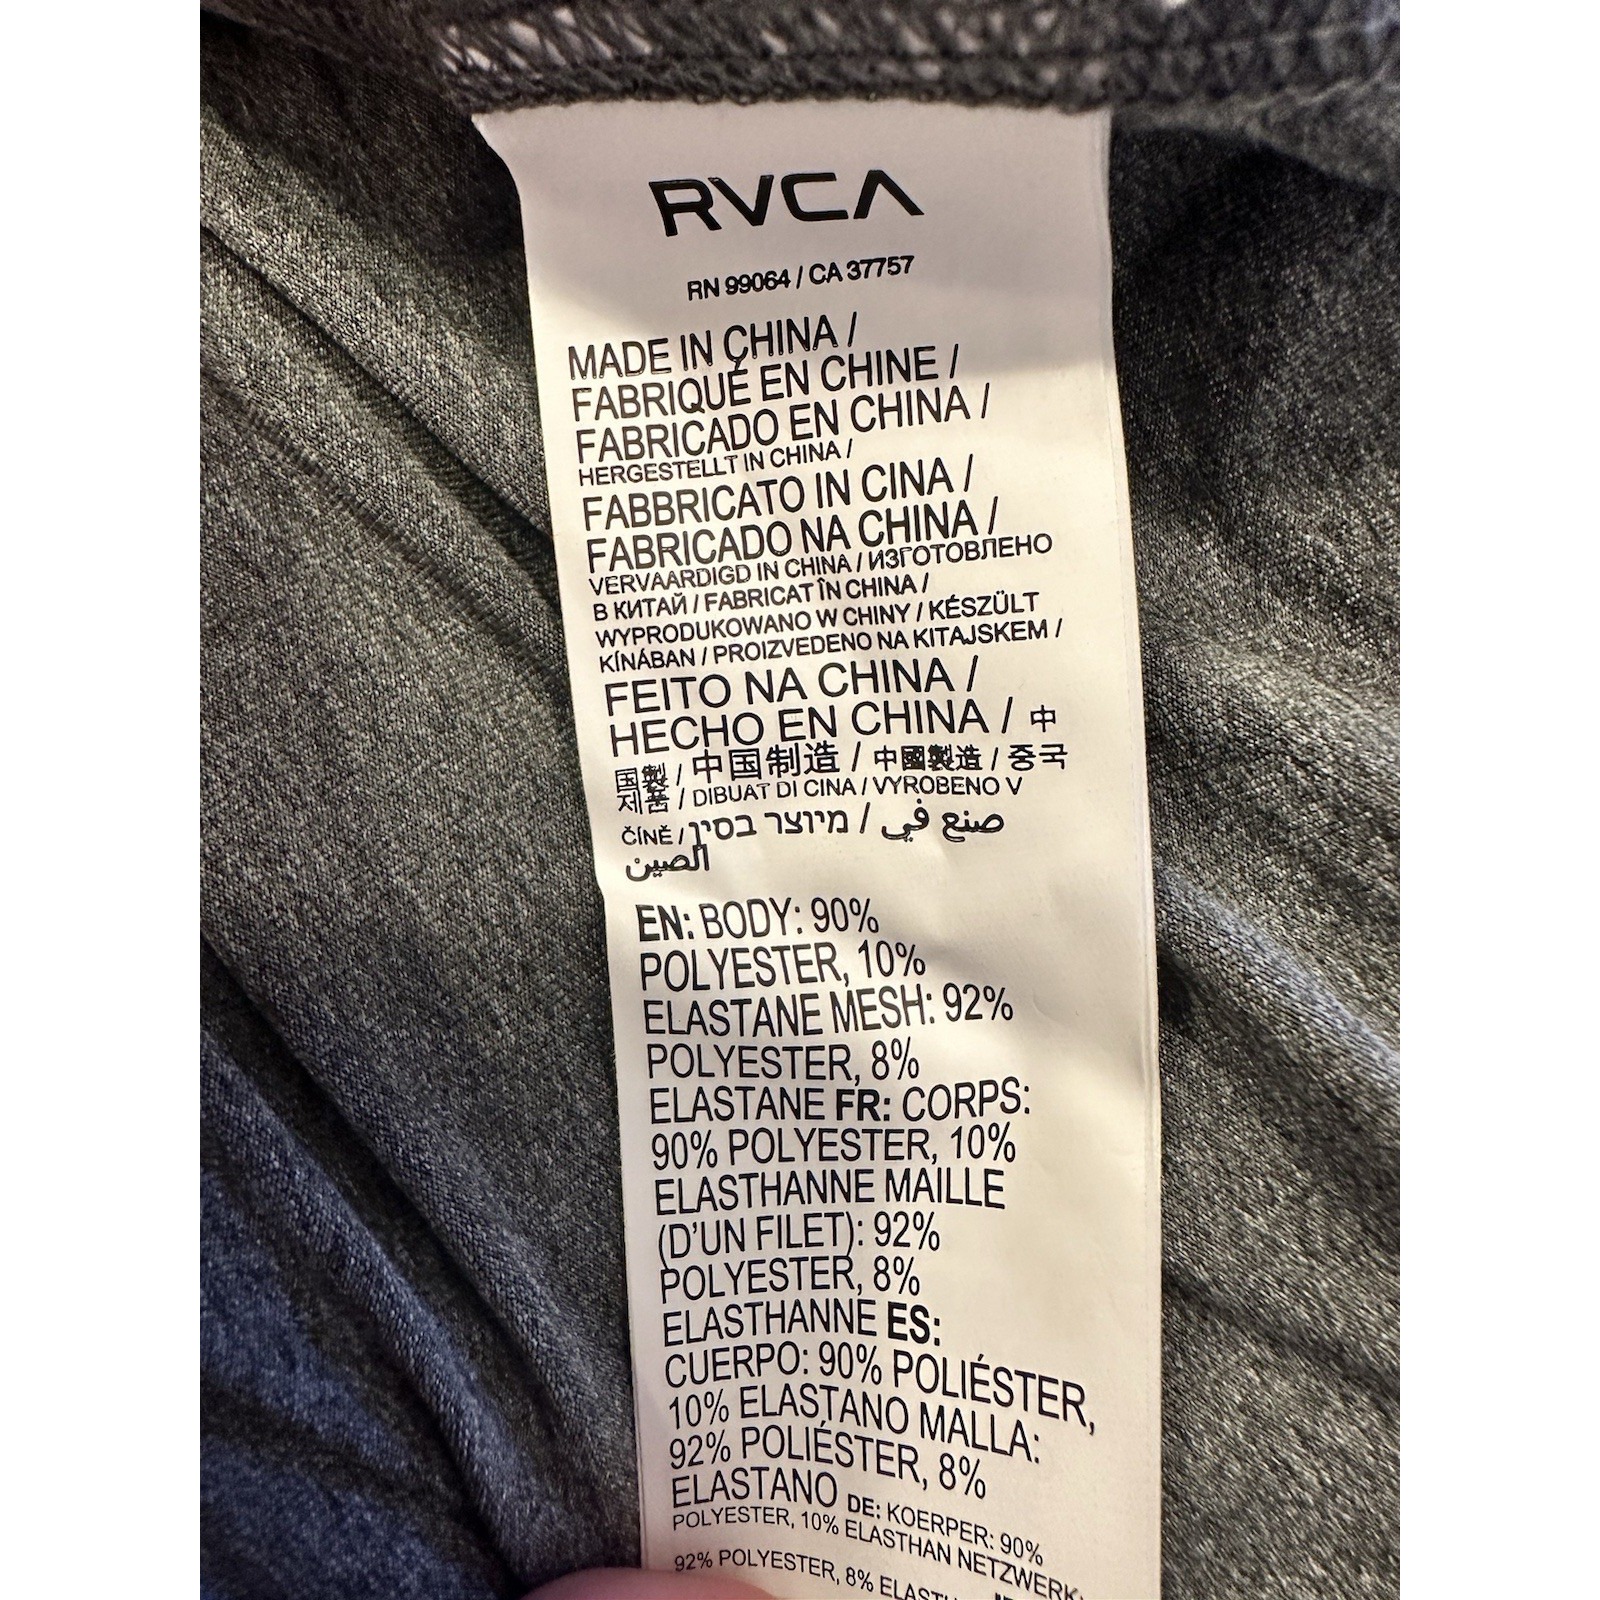 RVCA
RN 99064 / CA 37757
MADE IN CHINA /
FABRIQUÉ EN CHINE /
FABRICADO EN CHINA /
HERGESTELLT IN CHINA /
FABBRICATO IN CINA /
FABRICADO NA CHINA /
VERVAARDIGD IN CHINA / ИЗГОТОВЛЕНО
В КИТАЙ / FABRICAT ÎN CHINA /
WYPRODUKOWANO W CHINY / KÉSZÜLT
KÍNÁBAN / PROIZVEDENO NA KITAJSKEM /
FEITO NA CHINA /
HECHO EN CHINA / 中
国製 / 中国制造 / 中國製造 / 중국
제품 / DIBUAT DI CINA / VYROBENO V
ČÍNĚ / מיוצר בסין / صنع في
الصين
EN: BODY: 90%
POLYESTER, 10%
ELASTANE MESH: 92%
POLYESTER, 8%
ELASTANE FR: CORPS:
90% POLYESTER, 10%
ELASTHANNE MAILLE
(D'UN FILET): 92%
POLYESTER, 8%
ELASTHANNE ES:
CUERPO: 90% POLIÉSTER,
10% ELASTANO MALLA:
92% POLIÉSTER, 8%
ELASTANO DE: KOERPER: 90%
POLYESTER, 10% ELASTHAN NETZWERK:
92% POLYESTER, 8%